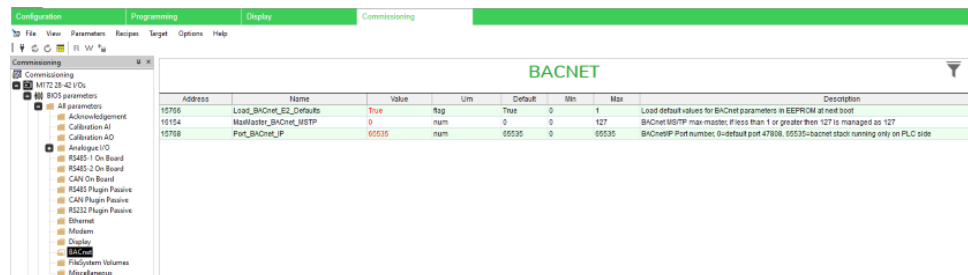 Configuration Programming Display Commissioning
File View Parameters Recipes Target Options Help
R W
Commissioning
Commissioning
M172 28-42 I/Os
BIOS parameters
All parameters
Acknowledgement
Calibration AI
Calibration AO
Analogue I/O
RS485-1 On Board
RS485-2 On Board
CAN On Board
RS485 Plugin Passive
CAN Plugin Passive
RS232 Plugin Passive
Ethernet
Modem
Display
BACnet
FileSystem Volumes
Miscellaneous
BACNET
Address Name Value Um Default Min Max Description
15766 Load_BACnet_E2_Defaults True flag True 0 1 Load default values for BACnet parameters in EEPROM at next boot
16154 MaxMaster_BACnet_MSTP 0 num 0 0 127 BACnet MS/TP max-master, if less than 1 or greater then 127 is managed as 127
15768 Port_BACnet_IP 65535 num 65535 0 65535 BACnet/IP Port number, 0=default port 47808, 65535=bacnet stack running only on PLC side